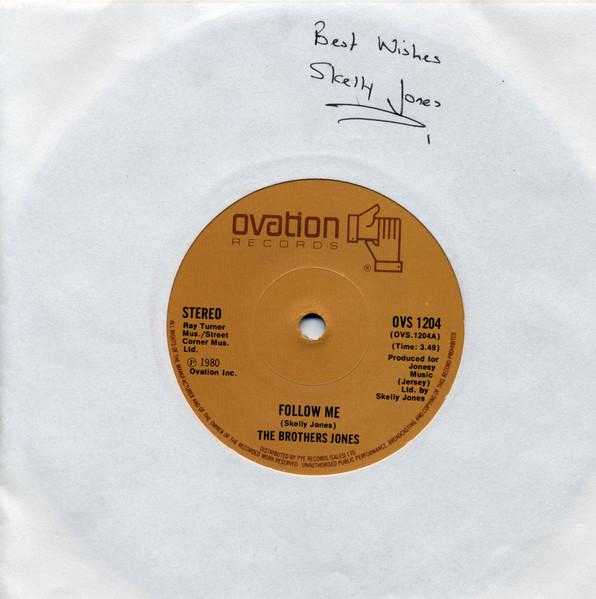 Best Wishes
Skelly Jones
ovation
RECORDS
®
STEREO
Ray Turner
Mus./Street
Corner Mus.
Ltd.
℗ 1980
Ovation Inc.
OVS 1204
(OVS.1204A)
(Time: 3.49)
Produced for
Jonesy
Music
(Jersey)
Ltd. by
Skelly Jones
FOLLOW ME
(Skelly Jones)
THE BROTHERS JONES
DISTRIBUTED BY PYE RECORDS (SALES) LTD.
ALL RIGHTS OF THE MANUFACTURER AND OF THE OWNER OF THE RECORDED WORK RESERVED. UNAUTHORISED PUBLIC PERFORMANCE, BROADCASTING AND COPYING OF THIS RECORD PROHIBITED